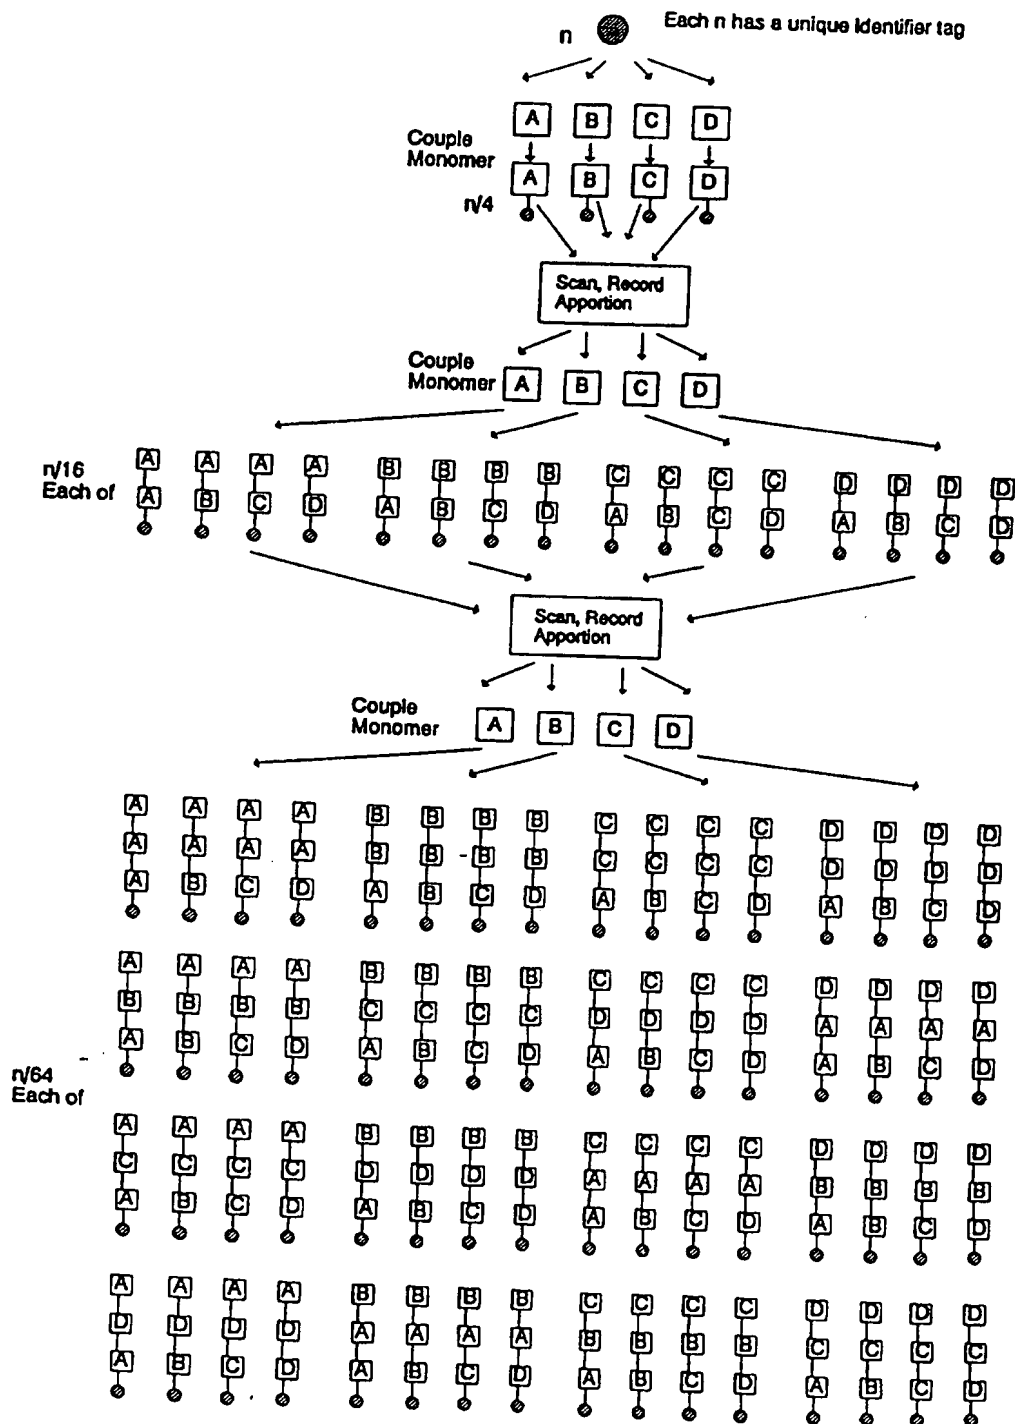 Each n has a unique identifier tag
n
A B C D
Couple
Monomer
A B C D
n/4
Scan, Record
Apportion
Couple
Monomer
A B C D
n/16
Each of
A A A A B B B B C C C C D D D D
A B C D A B C D A B C D A B C D
Scan, Record
Apportion
Couple
Monomer
A B C D
A A A A B B B B C C C C D D D D
A A A A B B B B C C C C D D D D
A B C D A B C D A B C D A B C D
A A A A B B B B C C C C D D D D
B B B B C C C C D D D D A A A A
A B C D A B C D A B C D A B C D
n/64
Each of
A A A A B B B B C C C C D D D D
C C C C D D D D A A A A B B B B
A B C D A B C D A B C D A B C D
A A A A B B B B C C C C D D D D
D D D D A A A A B B B B C C C C
A B C D A B C D A B C D A B C D